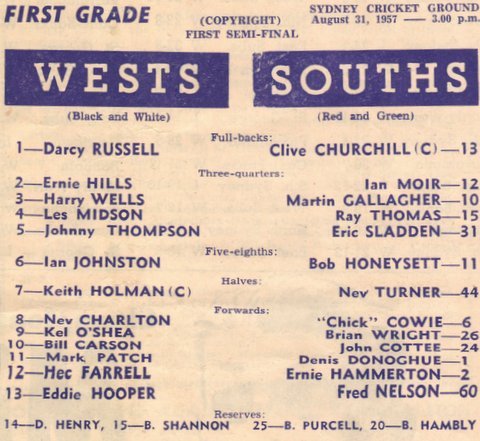 FIRST GRADE
(COPYRIGHT)
FIRST SEMI-FINAL
SYDNEY CRICKET GROUND
August 31, 1957 — 3.00 p.m.
WESTS SOUTHS
(Black and White) (Red and Green)
Full-backs:
1—Darcy RUSSELL Clive CHURCHILL (C)—13
Three-quarters:
2—Ernie HILLS Ian MOIR—12
3—Harry WELLS Martin GALLAGHER—10
4—Les MIDSON Ray THOMAS—15
5—Johnny THOMPSON Eric SLADDEN—31
Five-eighths:
6—Ian JOHNSTON Bob HONEYSETT—11
Halves:
7—Keith HOLMAN (C) Nev TURNER—44
Forwards:
8—Nev CHARLTON "Chick" COWIE—6
9—Kel O'SHEA Brian WRIGHT—26
10—Bill CARSON John COTTEE—24
11—Mark PATCH Denis DONOGHUE—1
12—Hec FARRELL Ernie HAMMERTON—2
13—Eddie HOOPER Fred NELSON—60
Reserves:
14—D. HENRY, 15—B. SHANNON 25—B. PURCELL, 20—B. HAMBLY